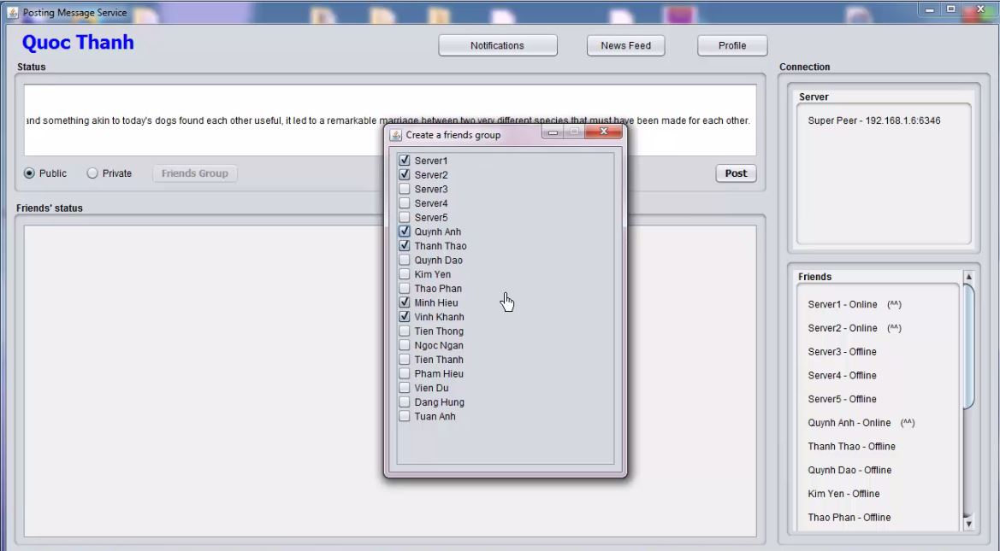 Posting Message Service
Quoc Thanh
Notifications
News Feed
Profile
Status
and something akin to today's dogs found each other useful, it led to a remarkable marriage between two very different species that must have been made for each other.
Public
Private
Friends Group
Post
Friends' status
Create a friends group
Server1
Server2
Server3
Server4
Server5
Quynh Anh
Thanh Thao
Quynh Dao
Kim Yen
Thao Phan
Minh Hieu
Vinh Khanh
Tien Thong
Ngoc Ngan
Tien Thanh
Pham Hieu
Vien Du
Dang Hung
Tuan Anh
Connection
Server
Super Peer - 192.168.1.6:6346
Friends
Server1 - Online (^^)
Server2 - Online (^^)
Server3 - Offline
Server4 - Offline
Server5 - Offline
Quynh Anh - Online (^^)
Thanh Thao - Offline
Quynh Dao - Offline
Kim Yen - Offline
Thao Phan - Offline